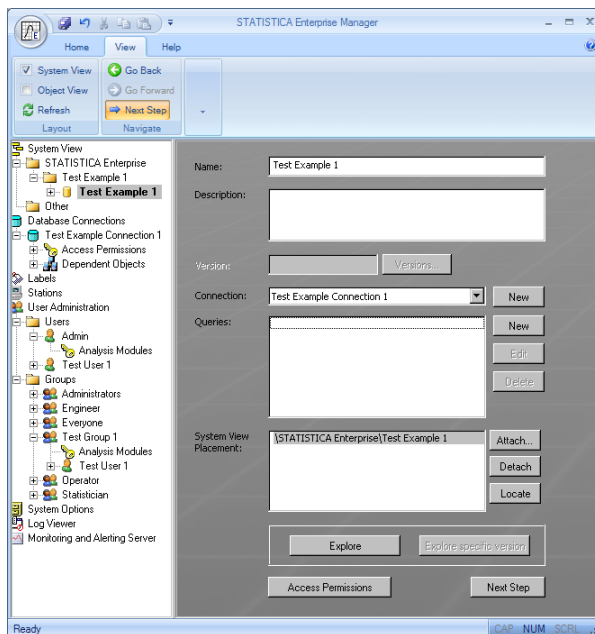 STATISTICA Enterprise Manager
Home View Help
System View
Object View
Refresh
Layout
Go Back
Go Forward
Next Step
Navigate
System View
STATISTICA Enterprise
Test Example 1
Test Example 1
Other
Database Connections
Test Example Connection 1
Access Permissions
Dependent Objects
Labels
Stations
User Administration
Users
Admin
Analysis Modules
Test User 1
Groups
Administrators
Engineer
Everyone
Test Group 1
Analysis Modules
Test User 1
Operator
Statistician
System Options
Log Viewer
Monitoring and Alerting Server
Name: Test Example 1
Description:
Version: Versions...
Connection: Test Example Connection 1 New
Queries: New
Edit
Delete
System View
Placement:
\STATISTICA Enterprise\Test Example 1
Attach...
Detach
Locate
Explore Explore specific version
Access Permissions Next Step
Ready CAP NUM SCRL